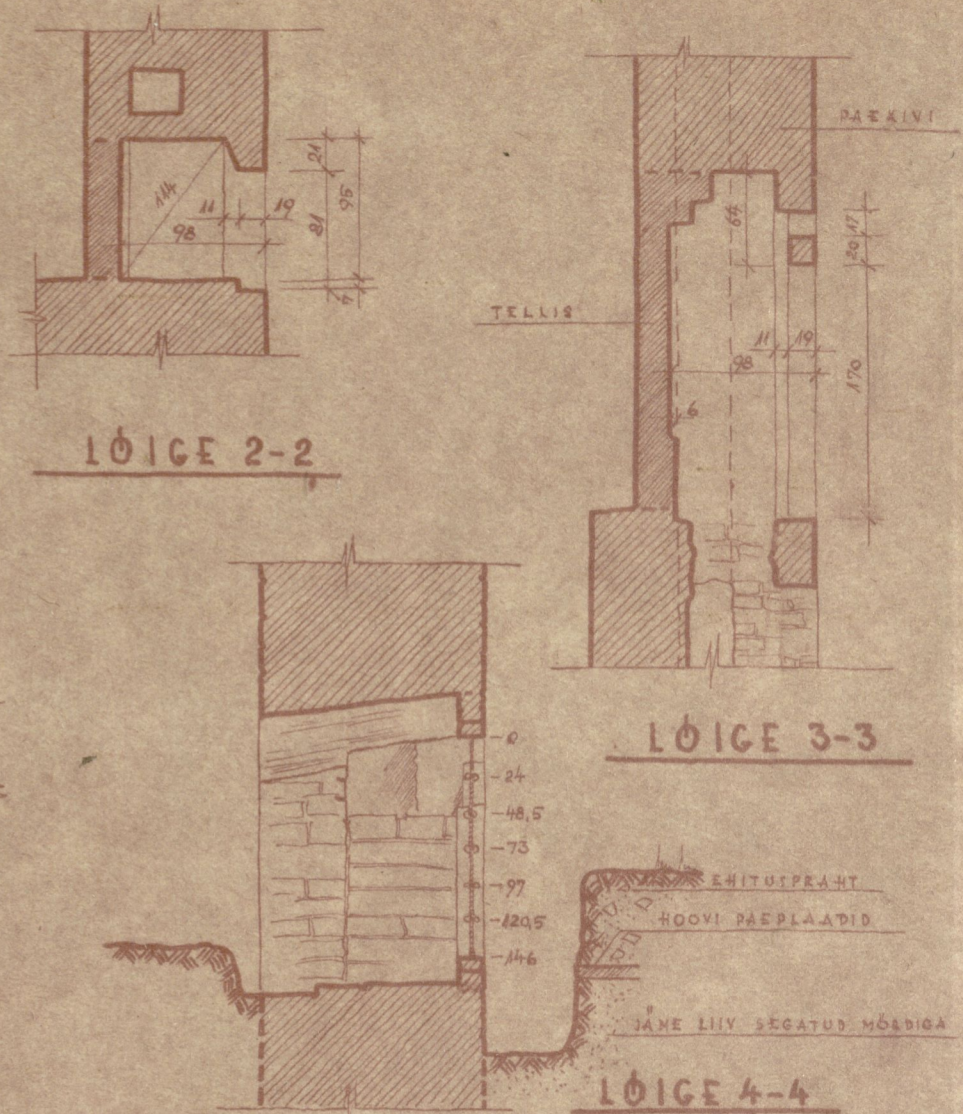 21
95
114
11
19
81
98
7
LÕIGE 2-2
PAEKIVI
64
17
20
TELLIS
11
19
98
170
6
LÕIGE 3-3
0
-24
-48,5
-73
-97
-120,5
-146
EHITUSPRAHT
HOOVI PAEPLAADID
JÄME LIIV SEGATUD MÖRDIGA
LÕIGE 4-4